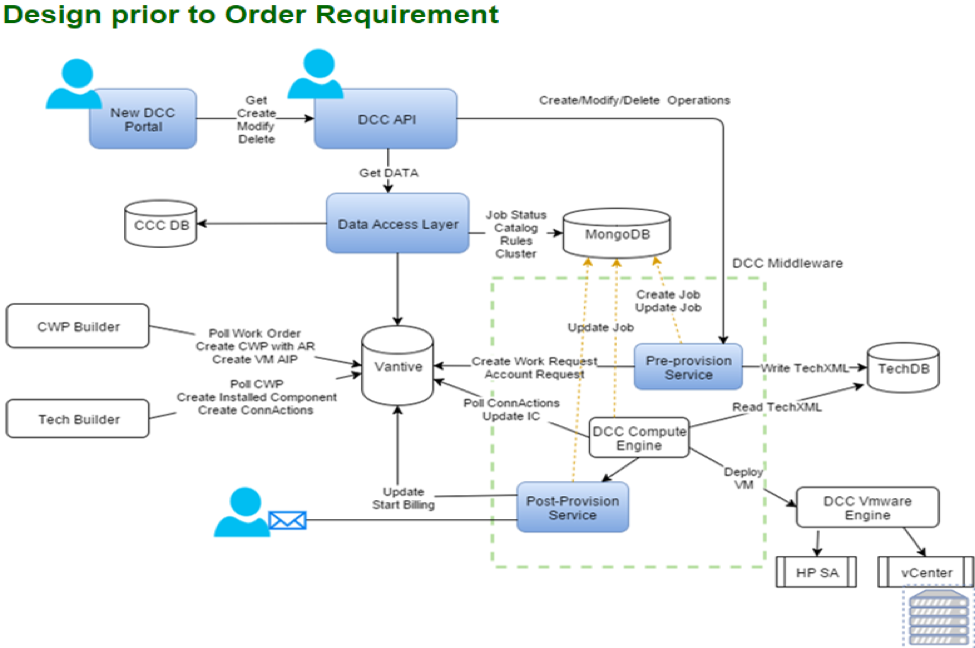 Design prior to Order Requirement
New DCC
Portal
Get
Create
Modify
Delete
DCC API
Create/Modify/Delete Operations
Get DATA
CCC DB
Data Access Layer
Job Status
Catalog
Rules
Cluster
MongoDB
DCC Middleware
Create Job
Update Job
Update Job
CWP Builder
Poll Work Order
Create CWP with AR
Create VM AIP
Vantive
Create Work Request
Account Request
Pre-provision
Service
Write TechXML
TechDB
Poll CWP
Create Installed Component
Create ConnActions
Tech Builder
Poll ConnActions
Update IC
Read TechXML
DCC Compute
Engine
Deploy
VM
Update
Start Billing
Post-Provision
Service
DCC Vmware
Engine
HP SA
vCenter